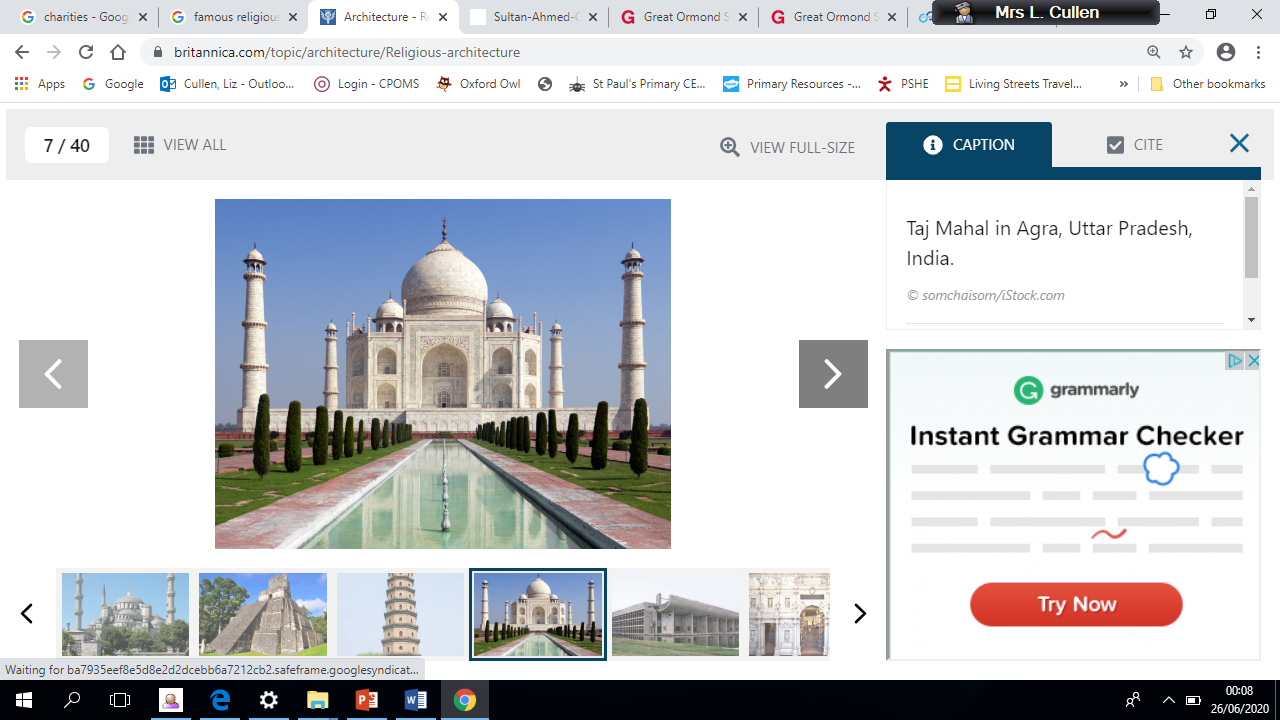 charities - Goog
famous religious
Architecture - Re
Sultan-Ahmed-C
Great Ormond S
Great Ormond S
Mrs L. Cullen
britannica.com/topic/architecture/Religious-architecture
Apps
Google
Cullen, Liz - Outloo...
Login - CPOMS
Oxford Owl
St Paul's Primary CE...
Primary Resources -...
PSHE
Living Streets Travel...
»
Other bookmarks
7 / 40
VIEW ALL
VIEW FULL-SIZE
CAPTION
CITE
Taj Mahal in Agra, Uttar Pradesh,
India.
© somchaisom/iStock.com
grammarly
Instant Grammar Checker
Try Now
Waiting for ba7935eef8e5d8e2d2dcebb6a7212cb2.safeframe.googlesyndicat...
00:08
26/06/2020